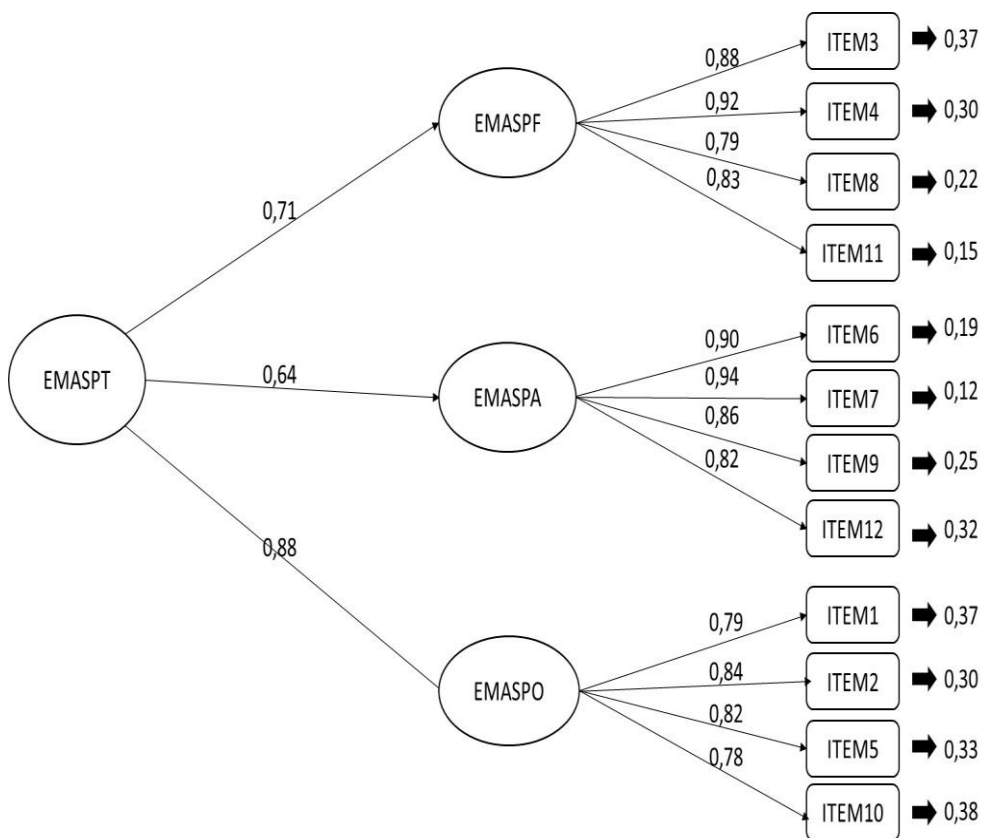 ITEM3 0,37
0,88
ITEM4 0,30
0,92
EMASPF
0,79
ITEM8 0,22
0,83
0,71
ITEM11 0,15
ITEM6 0,19
0,90
EMASPT
0,64
0,94
EMASPA
ITEM7 0,12
0,86
ITEM9 0,25
0,82
ITEM12 0,32
0,88
ITEM1 0,37
0,79
0,84
ITEM2 0,30
EMASPO
0,82
ITEM5 0,33
0,78
ITEM10 0,38